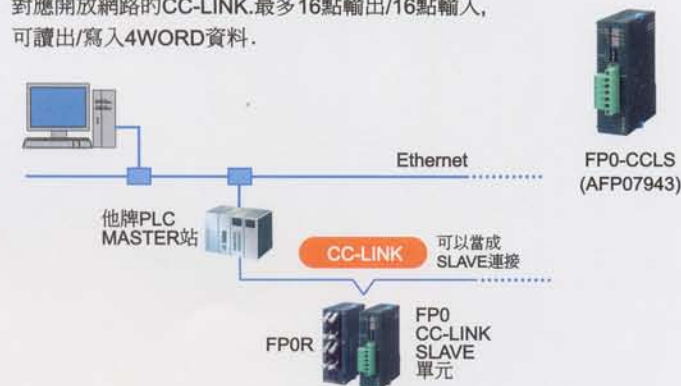 對應開放網路的CC-LINK.最多16點輸出/16點輸入,
可讀出/寫入4WORD資料.
Ethernet
FP0-CCLS
(AFP07943)
他牌PLC
MASTER站
CC-LINK
可以當成
SLAVE連接
FP0R
FP0
CC-LINK
SLAVE
單元